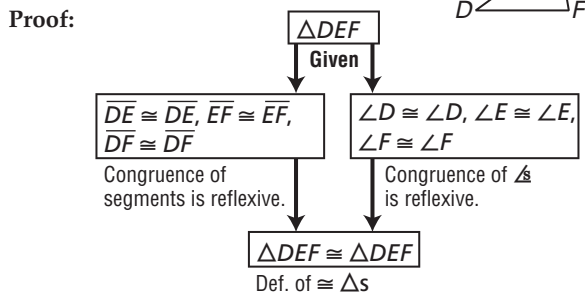 D F
Proof:
△DEF
Given
DE ≅ DE, EF ≅ EF,
DF ≅ DF
∠D ≅ ∠D, ∠E ≅ ∠E,
∠F ≅ ∠F
Congruence of
segments is reflexive.
Congruence of ∠s
is reflexive.
△DEF ≅ △DEF
Def. of ≅ △s